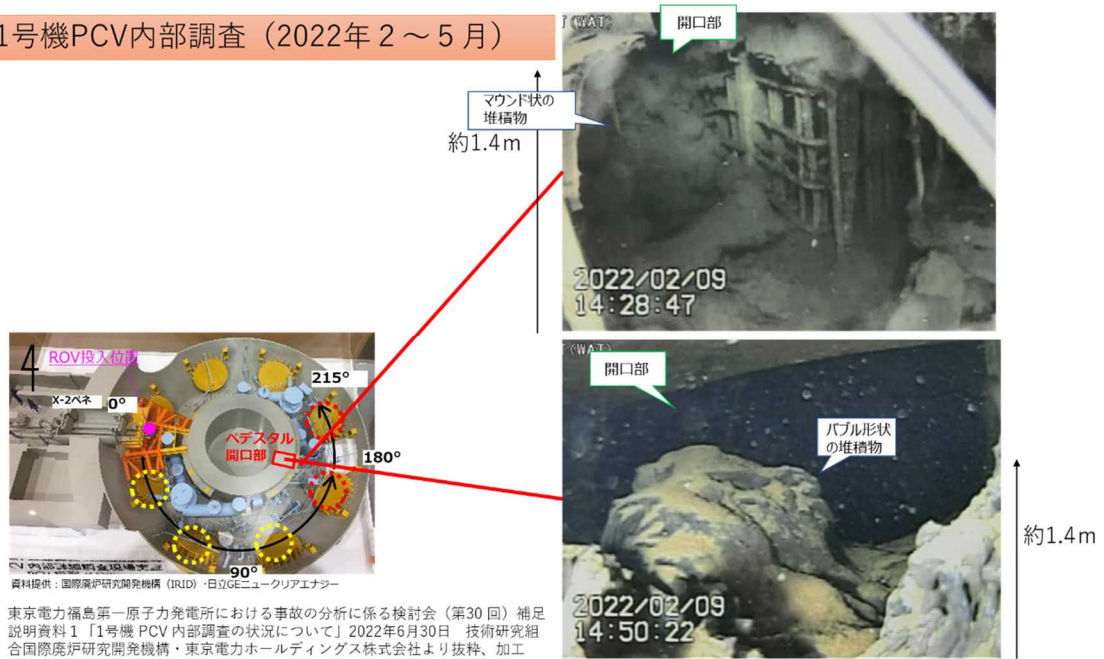 1号機PCV内部調査（2022年２～５月）
開口部
マウンド状の
堆積物
約1.4m
2022/02/09
14:28:47
ROV投入位置
X-2ペネ
0°
215°
ペデスタル
開口部
180°
90°
資料提供：国際廃炉研究開発機構（IRID）・日立GEニュークリアエナジー
(WAT)
開口部
バブル形状
の堆積物
約1.4m
2022/02/09
14:50:22
東京電力福島第一原子力発電所における事故の分析に係る検討会（第30 回）補足
説明資料１「1号機 PCV 内部調査の状況について」2022年6月30日　技術研究組
合国際廃炉研究開発機構・東京電力ホールディングス株式会社より抜粋、加工